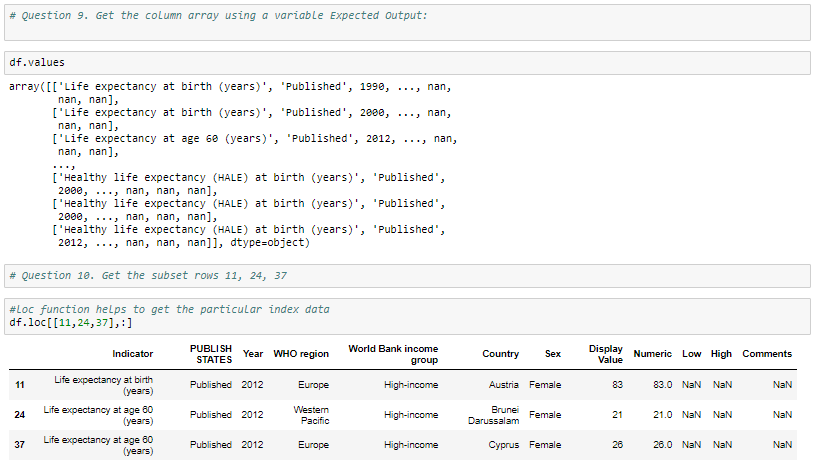 # Question 9. Get the column array using a variable Expected Output:
df.values
array([['Life expectancy at birth (years)', 'Published', 1990, ..., nan,
nan, nan],
['Life expectancy at birth (years)', 'Published', 2000, ..., nan,
nan, nan],
['Life expectancy at age 60 (years)', 'Published', 2012, ..., nan,
nan, nan],
...,
['Healthy life expectancy (HALE) at birth (years)', 'Published',
2000, ..., nan, nan, nan],
['Healthy life expectancy (HALE) at birth (years)', 'Published',
2000, ..., nan, nan, nan],
['Healthy life expectancy (HALE) at birth (years)', 'Published',
2012, ..., nan, nan, nan]], dtype=object)
# Question 10. Get the subset rows 11, 24, 37
#Loc function helps to get the particular index data
df.loc[[11,24,37],:]
Indicator PUBLISH STATES Year WHO region World Bank income group Country Sex Display Value Numeric Low High Comments
11 Life expectancy at birth (years) Published 2012 Europe High-income Austria Female 83 83.0 NaN NaN NaN
24 Life expectancy at age 60 (years) Published 2012 Western Pacific High-income Brunei Darussalam Female 21 21.0 NaN NaN NaN
37 Life expectancy at age 60 (years) Published 2012 Europe High-income Cyprus Female 26 26.0 NaN NaN NaN